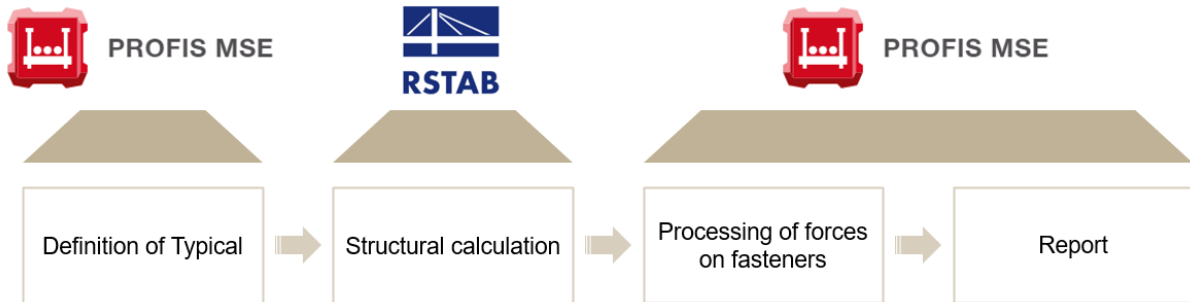 PROFIS MSE
RSTAB
PROFIS MSE
Definition of Typical
Structural calculation
Processing of forces
on fasteners
Report